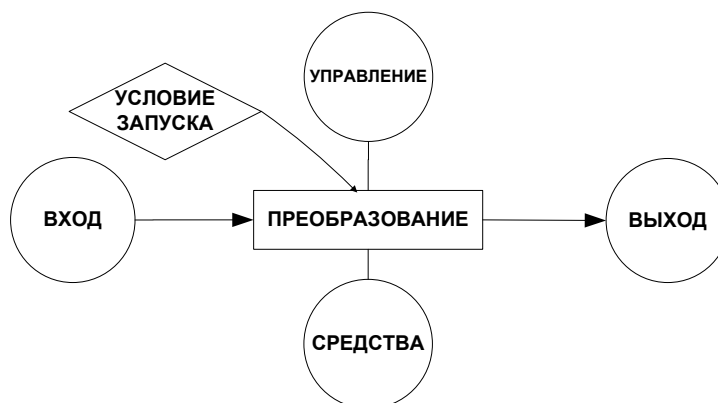 УПРАВЛЕНИЕ
УСЛОВИЕ
ЗАПУСКА
ВХОД
ПРЕОБРАЗОВАНИЕ
ВЫХОД
СРЕДСТВА